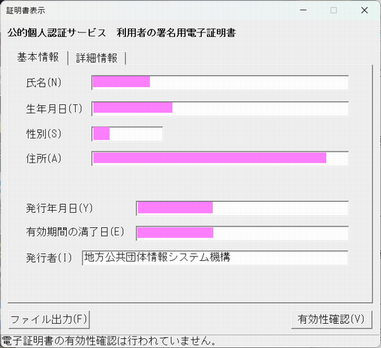 証明書表示
公的個人認証サービス　利用者の署名用電子証明書
基本情報
詳細情報
氏名(N)
生年月日(T)
性別(S)
住所(A)
発行年月日(Y)
有効期間の満了日(E)
発行者(I) 地方公共団体情報システム機構
ファイル出力(F)
有効性確認(V)
電子証明書の有効性確認は行われていません。